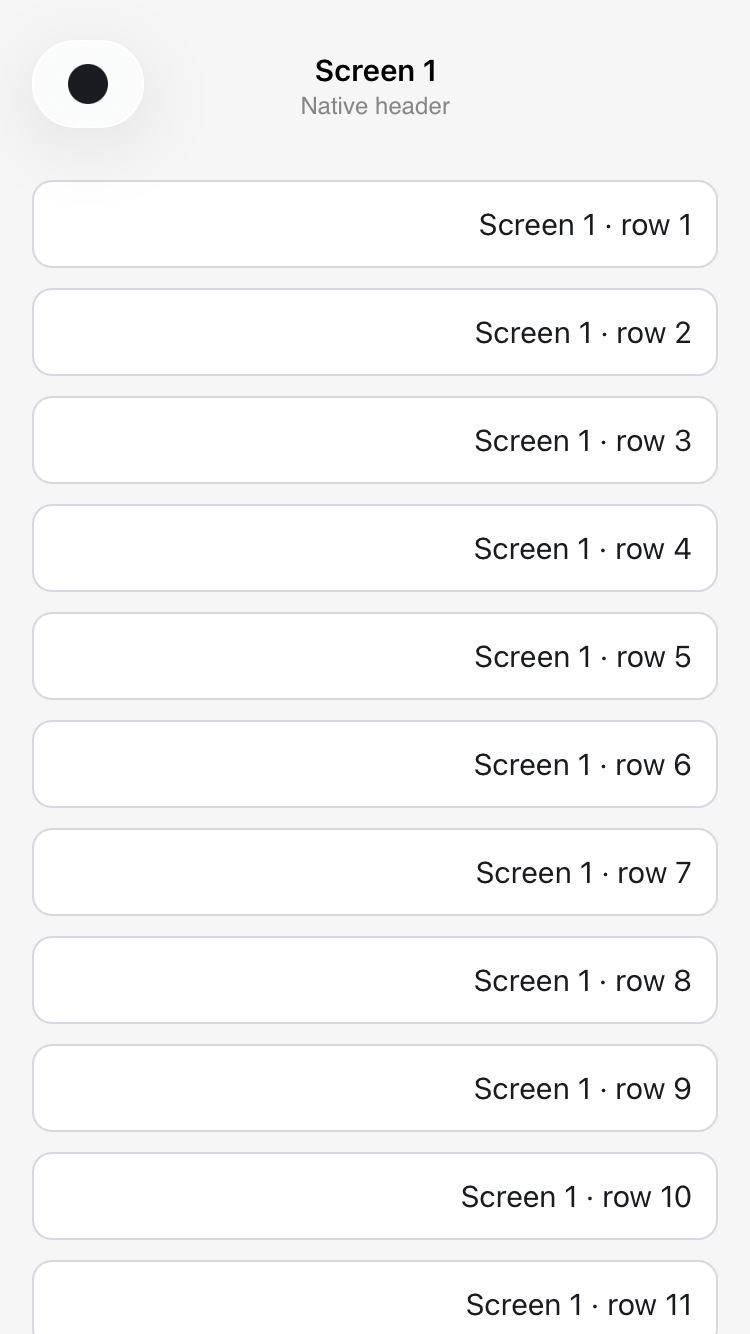 Screen 1
Native header
Screen 1 · row 1
Screen 1 · row 2
Screen 1 · row 3
Screen 1 · row 4
Screen 1 · row 5
Screen 1 · row 6
Screen 1 · row 7
Screen 1 · row 8
Screen 1 · row 9
Screen 1 · row 10
Screen 1 · row 11